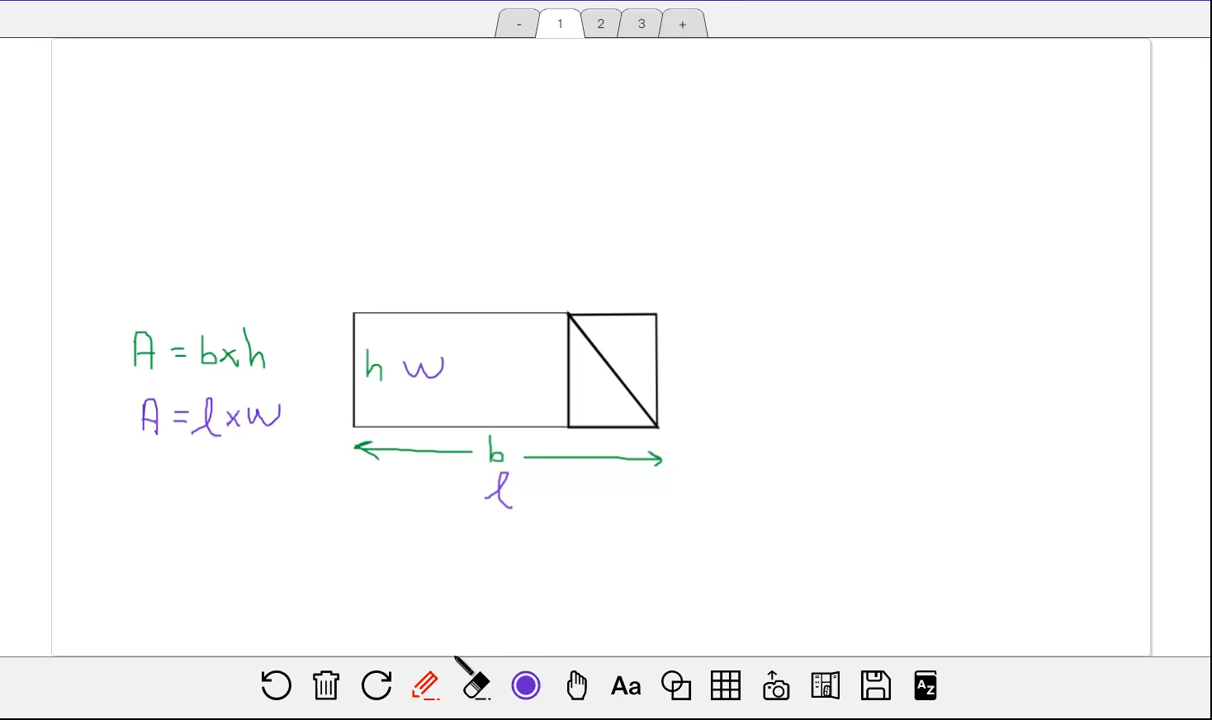 - 1 2 3 +
A = b x h
h w
A = l x w
b
l
Aa
A Z